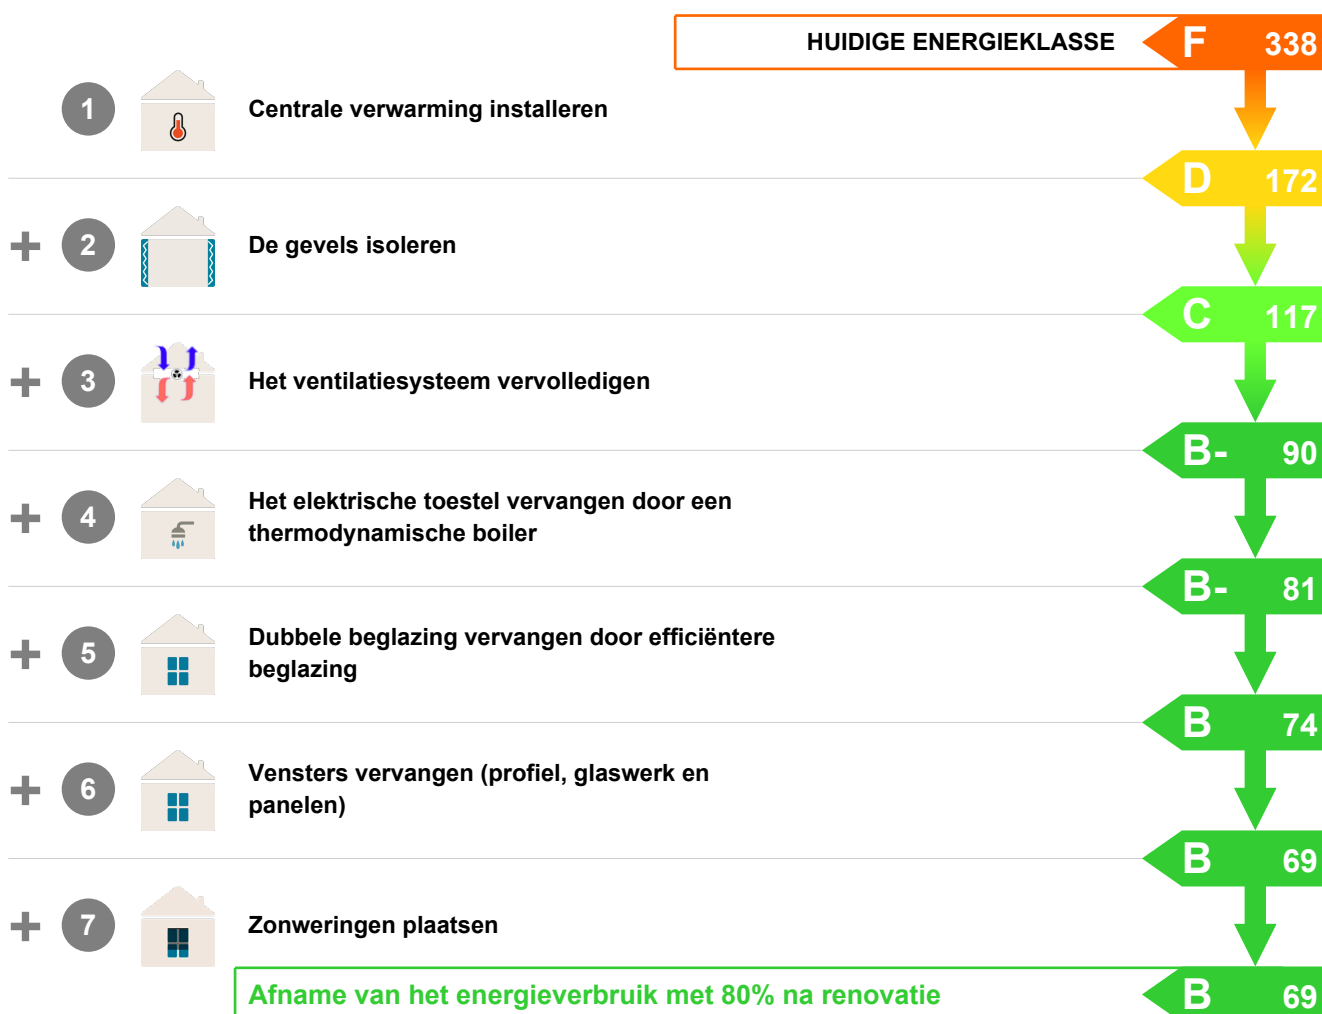 HUIDIGE ENERGIEKLASSE F 338
1 Centrale verwarming installeren
D 172
+ 2 De gevels isoleren
C 117
+ 3 Het ventilatiesysteem vervolledigen
B- 90
+ 4 Het elektrische toestel vervangen door een
thermodynamische boiler
B- 81
+ 5 Dubbele beglazing vervangen door efficiëntere
beglazing
B 74
+ 6 Vensters vervangen (profiel, glaswerk en
panelen)
B 69
+ 7 Zonweringen plaatsen
Afname van het energieverbruik met 80% na renovatie B 69